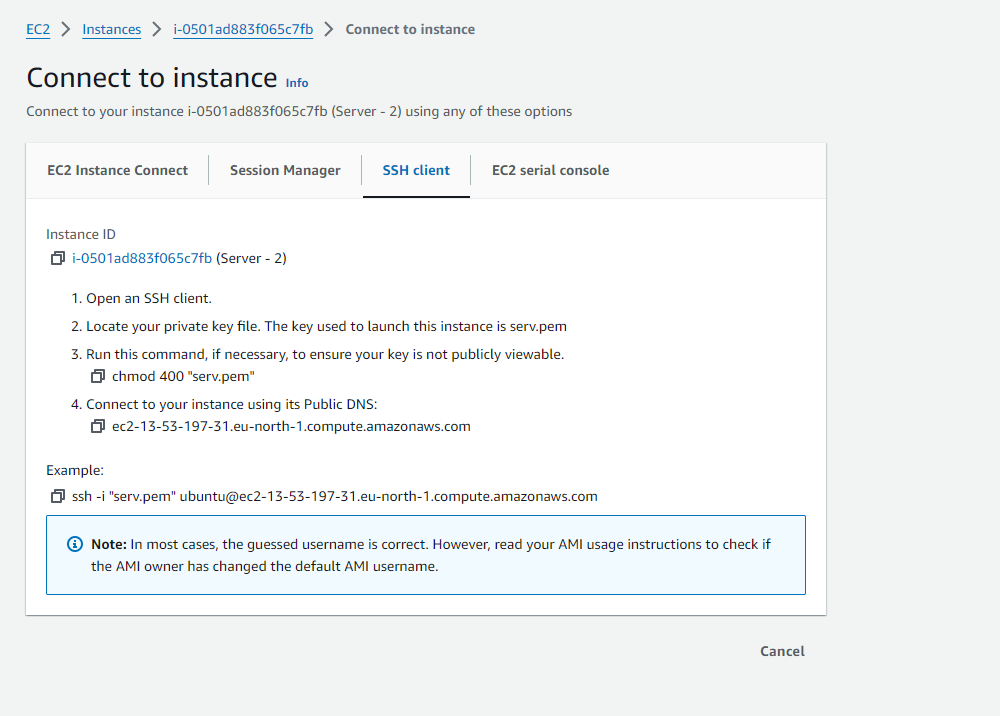 EC2 > Instances > i-0501ad883f065c7fb > Connect to instance
Connect to instance Info
Connect to your instance i-0501ad883f065c7fb (Server - 2) using any of these options
EC2 Instance Connect Session Manager SSH client EC2 serial console
Instance ID
i-0501ad883f065c7fb (Server - 2)
1. Open an SSH client.
2. Locate your private key file. The key used to launch this instance is serv.pem
3. Run this command, if necessary, to ensure your key is not publicly viewable.
chmod 400 "serv.pem"
4. Connect to your instance using its Public DNS:
ec2-13-53-197-31.eu-north-1.compute.amazonaws.com
Example:
ssh -i "serv.pem" ubuntu@ec2-13-53-197-31.eu-north-1.compute.amazonaws.com
Note: In most cases, the guessed username is correct. However, read your AMI usage instructions to check if
the AMI owner has changed the default AMI username.
Cancel